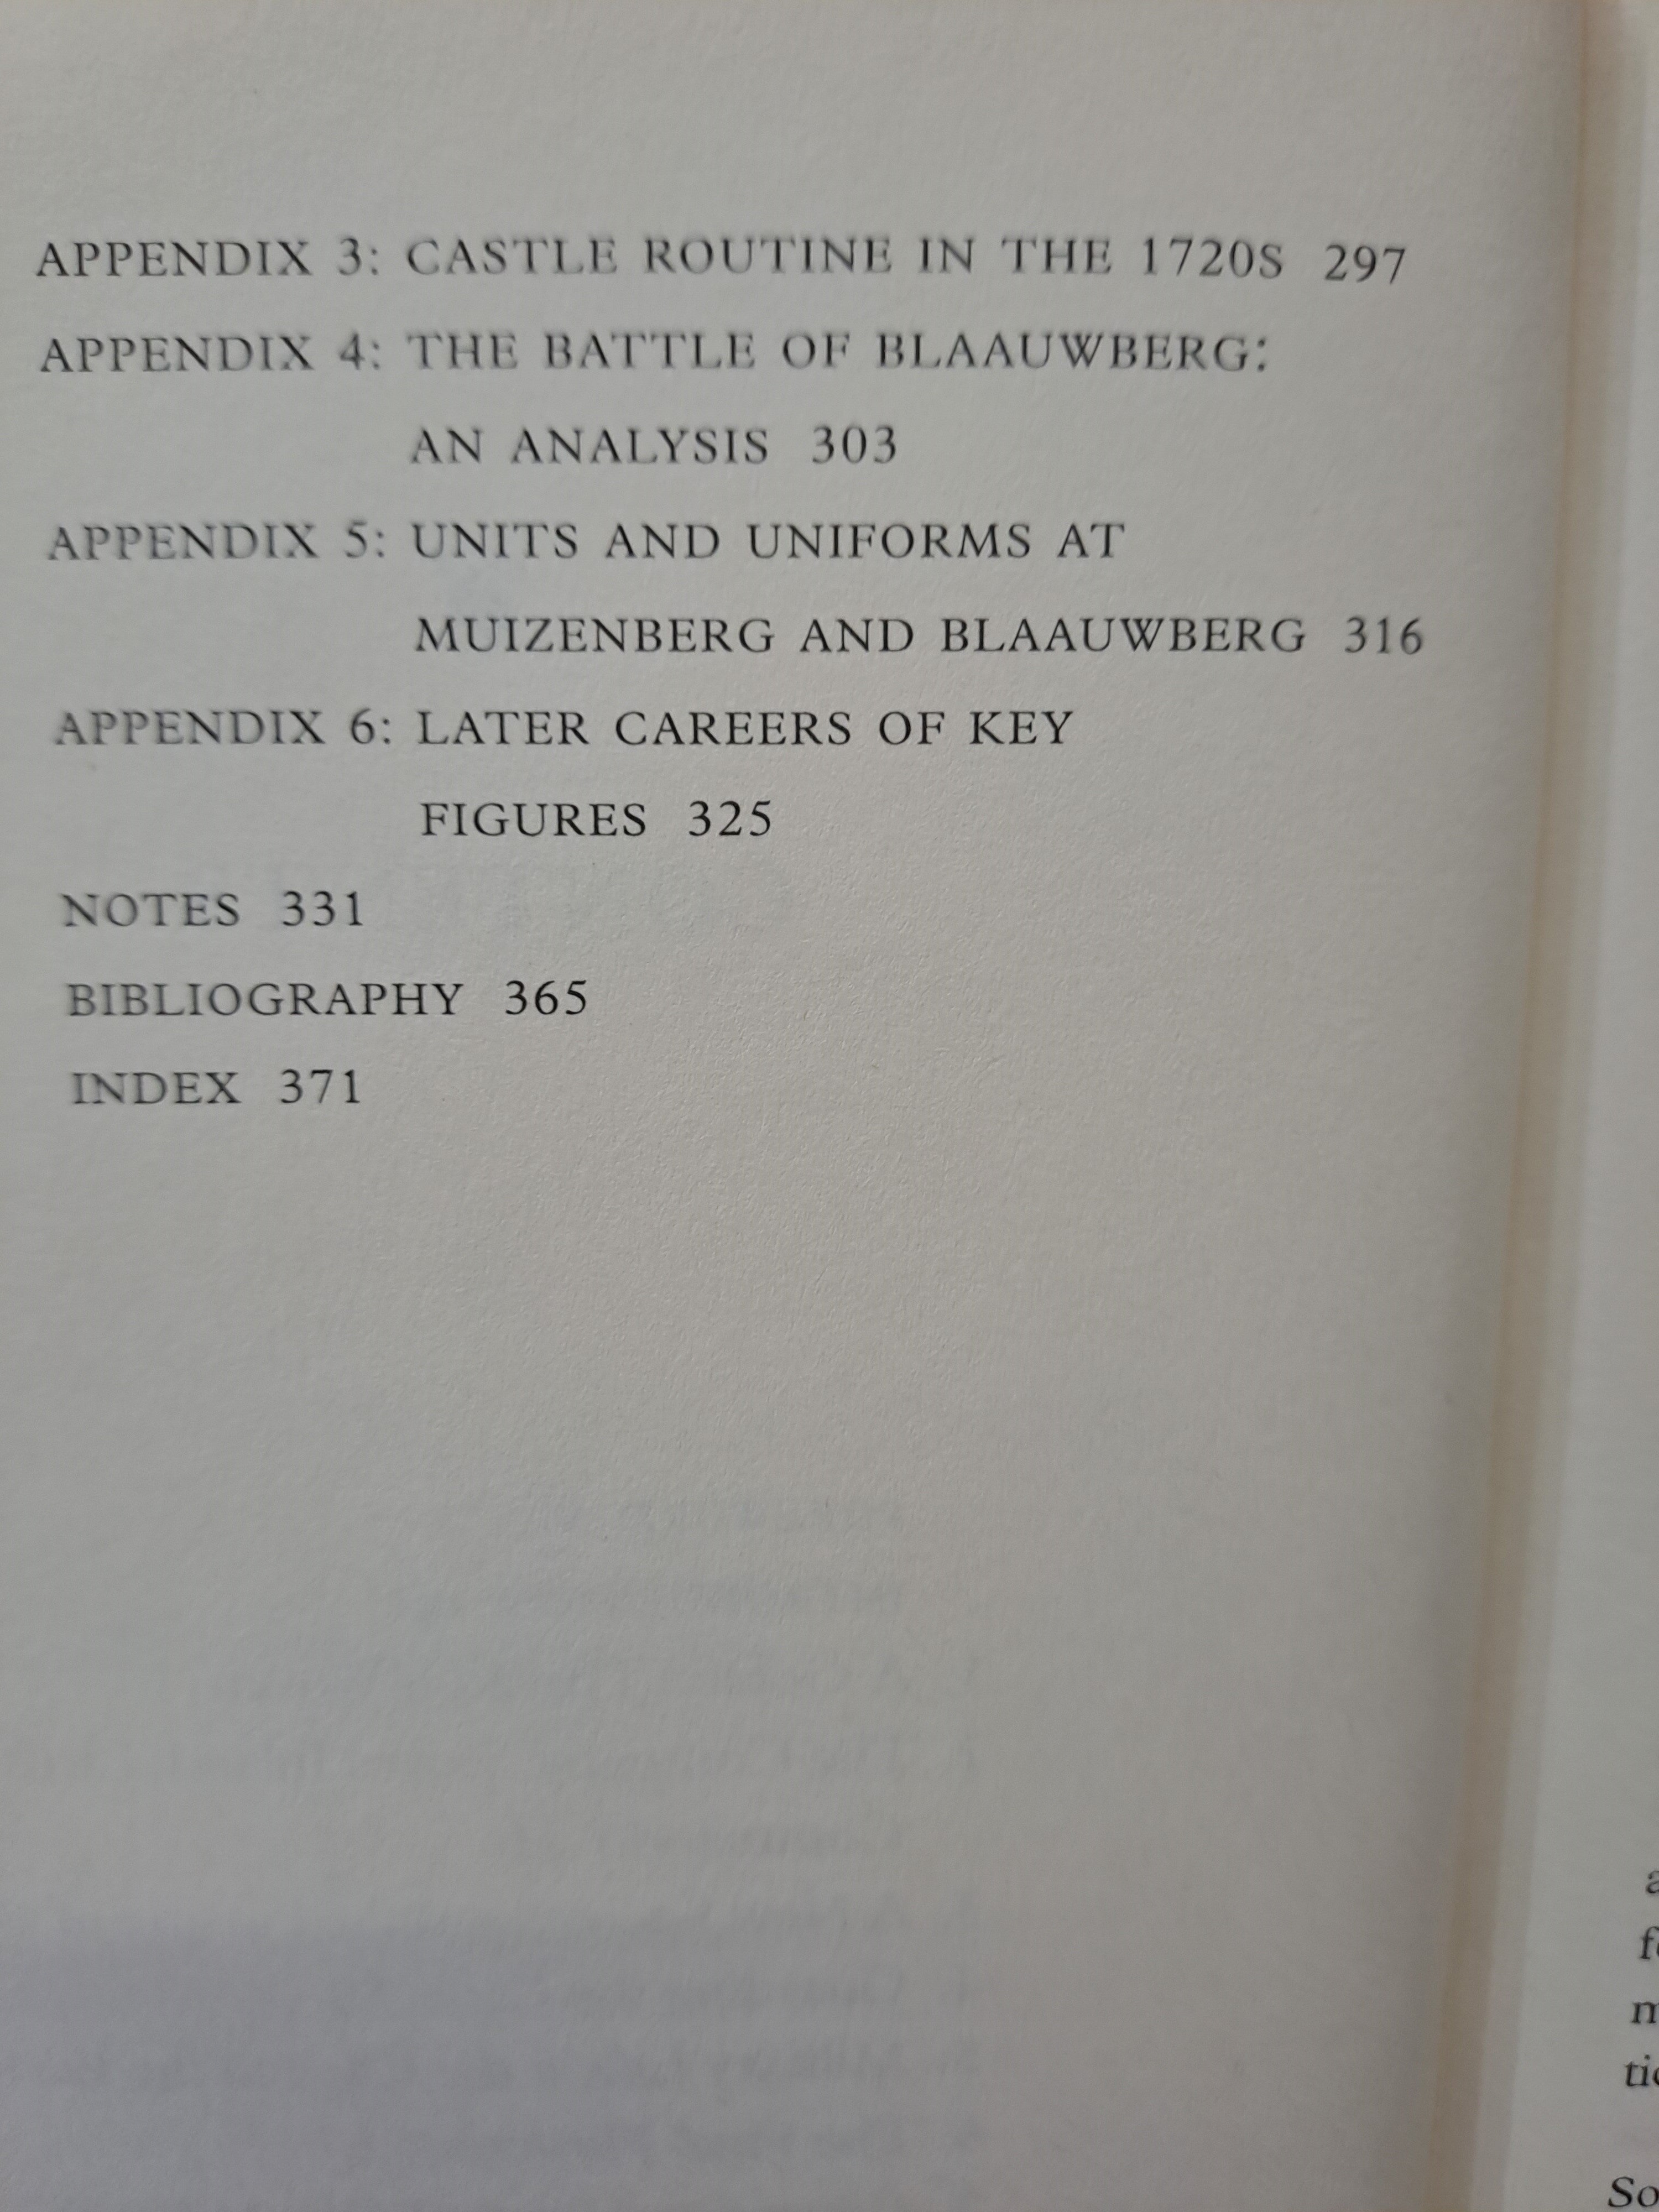 APPENDIX 3: CASTLE ROUTINE IN THE 1720S 297
APPENDIX 4: THE BATTLE OF BLAAUWBERG:
AN ANALYSIS 303
APPENDIX 5: UNITS AND UNIFORMS AT
MUIZENBERG AND BLAAUWBERG 316
APPENDIX 6: LATER CAREERS OF KEY
FIGURES 325
NOTES 331
BIBLIOGRAPHY 365
INDEX 371